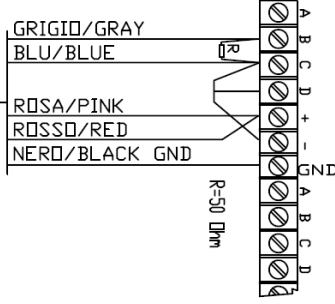 GRIGIO/GRAY
BLU/BLUE
R
ROSA/PINK
ROSSO/RED
NERO/BLACK GND
R=50 Ohm
A
B
C
D
+
-
GND
A
B
C
D